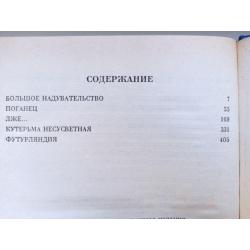 СОДЕРЖАНИЕ
БОЛЬШОЕ НАДУВАТЕЛЬСТВО 7
ПОГАНЕЦ 55
ЛЖЕ... 169
КУТЕРЬМА НЕСУСВЕТНАЯ 331
ФУТУРЛЯНДИЯ 405